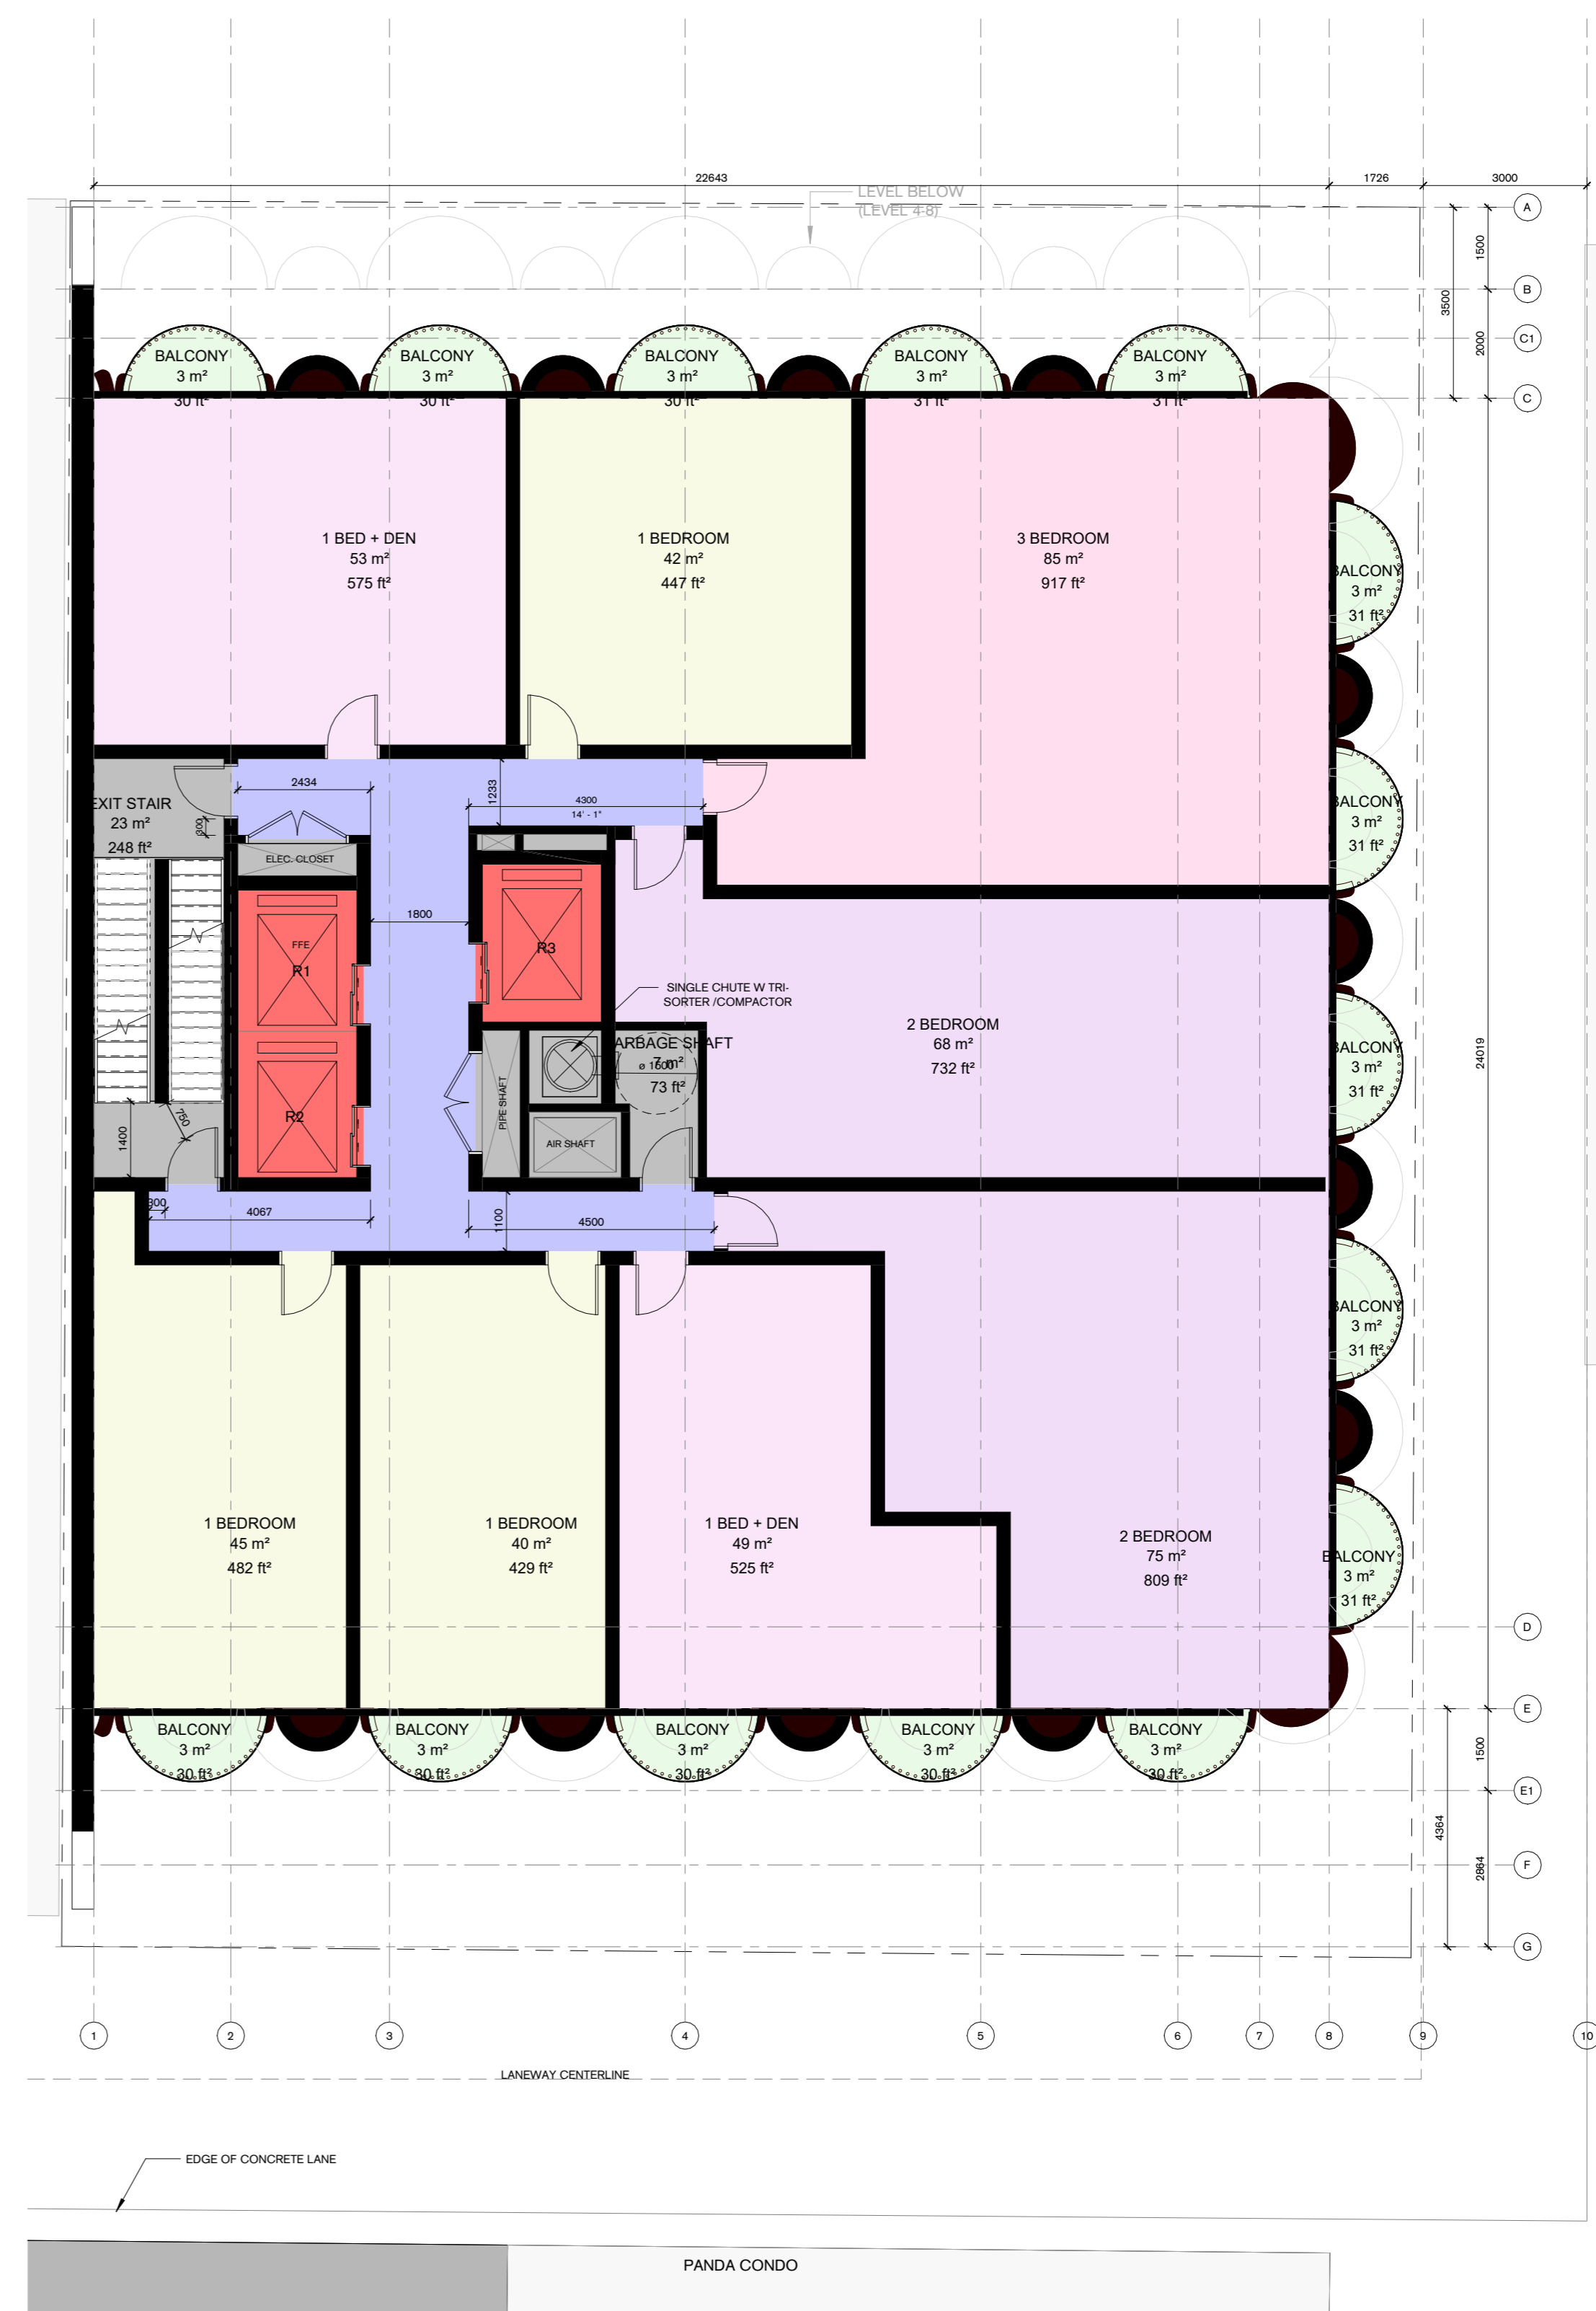 22643
1726
3000
LEVEL BELOW
(LEVEL 4-8)
A
1500
B
3500
C1
2000
C
BALCONY
3 m²
30 ft²
BALCONY
3 m²
30 ft²
BALCONY
3 m²
30 ft²
BALCONY
3 m²
31 ft²
BALCONY
3 m²
31 ft²
1 BED + DEN
53 m²
575 ft²
1 BEDROOM
42 m²
447 ft²
3 BEDROOM
85 m²
917 ft²
BALCONY
3 m²
31 ft²
EXIT STAIR
23 m²
248 ft²
300
2434
1233
4300
14' - 1"
BALCONY
3 m²
31 ft²
ELEC. CLOSET
1800
FFE
R1
R3
SINGLE CHUTE W TRI-
SORTER /COMPACTOR
2 BEDROOM
68 m²
732 ft²
ARBAGE SHAFT
7 m²
ø 1500
73 ft²
BALCONY
3 m²
31 ft²
24019
R2
PIPE SHAFT
AIR SHAFT
750
1400
300
4067
1100
4500
BALCONY
3 m²
31 ft²
1 BEDROOM
45 m²
482 ft²
1 BEDROOM
40 m²
429 ft²
1 BED + DEN
49 m²
525 ft²
2 BEDROOM
75 m²
809 ft²
BALCONY
3 m²
31 ft²
D
E
BALCONY
3 m²
30 ft²
BALCONY
3 m²
30 ft²
BALCONY
3 m²
30 ft²
BALCONY
3 m²
30 ft²
BALCONY
3 m²
30 ft²
1500
E1
4364
F
2864
G
1
2
3
4
5
6
7
8
9
10
LANEWAY CENTERLINE
EDGE OF CONCRETE LANE
PANDA CONDO